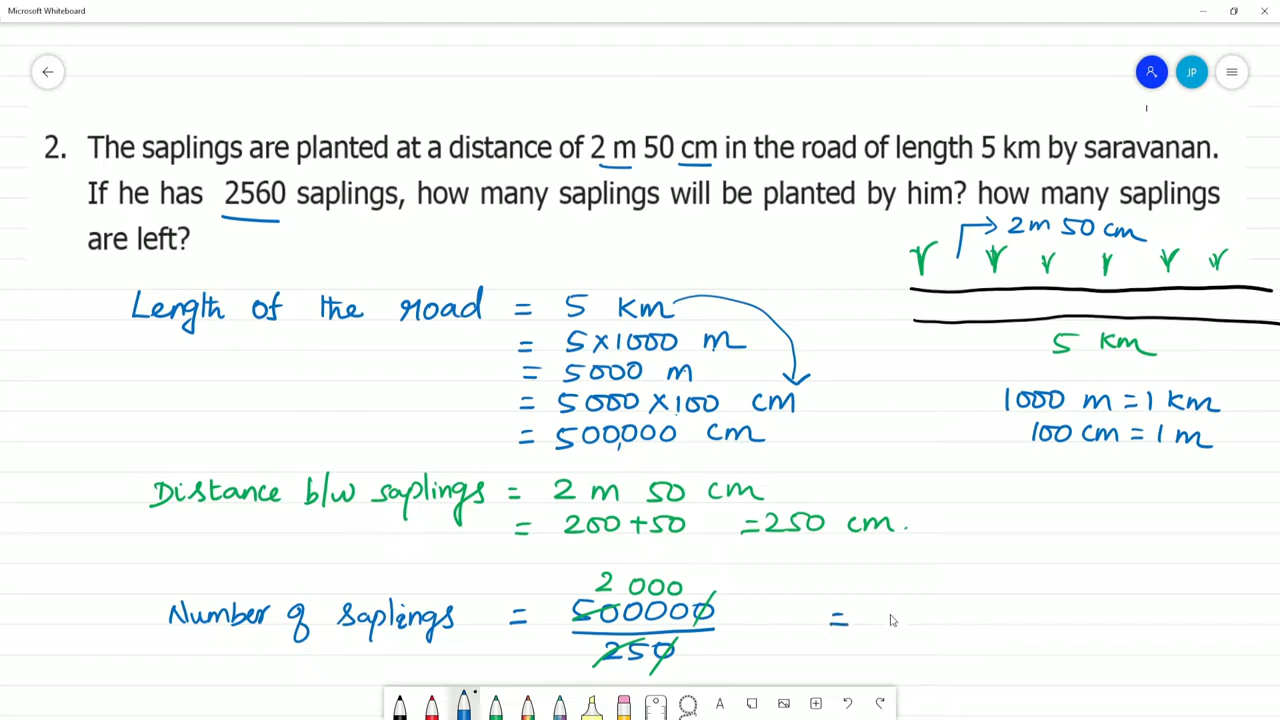 Microsoft Whiteboard
JP
2. The saplings are planted at a distance of 2 m 50 cm in the road of length 5 km by saravanan.
If he has 2560 saplings, how many saplings will be planted by him? how many saplings
are left?
2m 50 cm
5 km
Length of the road = 5 Km
= 5×1000 m
= 5000 m
= 5000 × 100 cm
= 500,000 cm
1000 m = 1 Km
100 cm = 1 m
Distance b/w saplings = 2 m 50 cm
= 200 + 50 = 250 cm.
2 000
Number of saplings = 500000 =
250
A